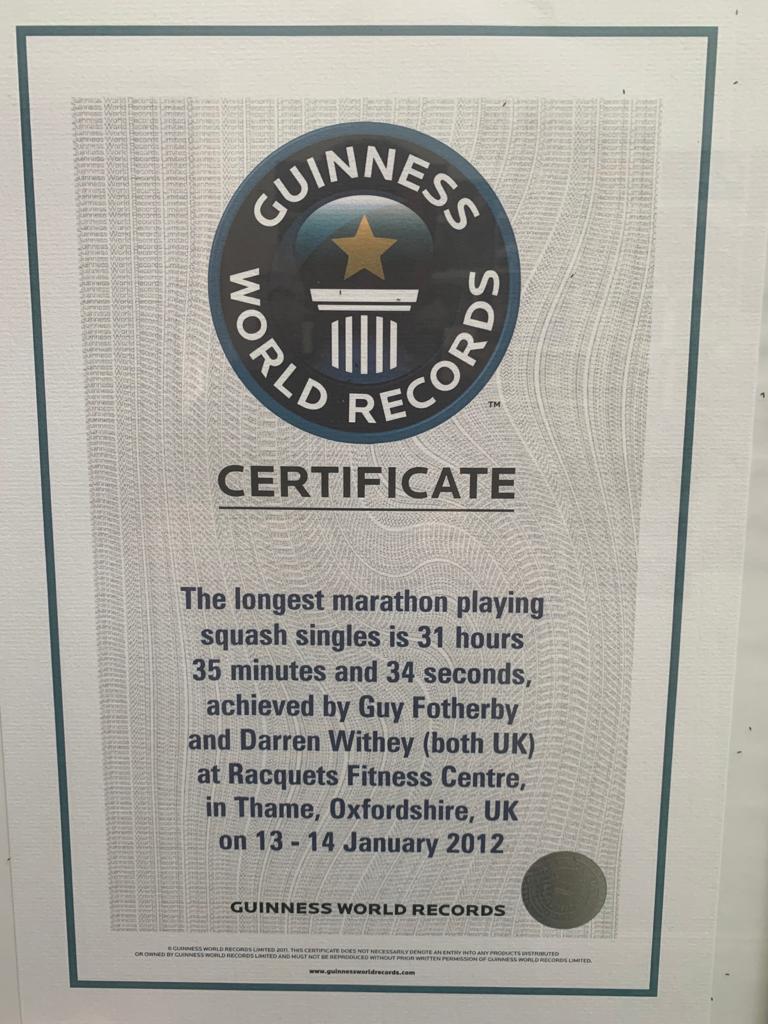 GUINNESS
WORLD RECORDS
TM
CERTIFICATE
The longest marathon playing
squash singles is 31 hours
35 minutes and 34 seconds,
achieved by Guy Fotherby
and Darren Withey (both UK)
at Racquets Fitness Centre,
in Thame, Oxfordshire, UK
on 13 - 14 January 2012
GUINNESS WORLD RECORDS
© GUINNESS WORLD RECORDS LIMITED 2011. THIS CERTIFICATE DOES NOT NECESSARILY DENOTE AN ENTRY INTO ANY PRODUCTS DISTRIBUTED
OR OWNED BY GUINNESS WORLD RECORDS LIMITED AND MUST NOT BE REPRODUCED WITHOUT PRIOR WRITTEN PERMISSION OF GUINNESS WORLD RECORDS LIMITED.
www.guinnessworldrecords.com